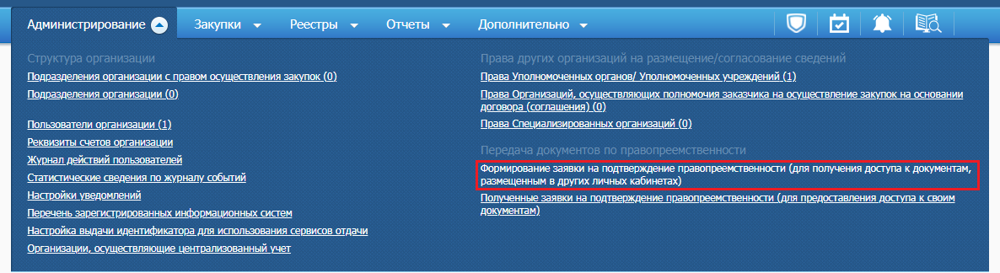 Администрирование Закупки Реестры Отчеты Дополнительно
Структура организации
Подразделения организации с правом осуществления закупок (0)
Подразделения организации (0)
Пользователи организации (1)
Реквизиты счетов организации
Журнал действий пользователей
Статистические сведения по журналу событий
Настройки уведомлений
Перечень зарегистрированных информационных систем
Настройка выдачи идентификатора для использования сервисов отдачи
Организации, осуществляющие централизованный учет
Права других организаций на размещение/согласование сведений
Права Уполномоченных органов/ Уполномоченных учреждений (1)
Права Организаций, осуществляющих полномочия заказчика на осуществление закупок на основании
договора (соглашения) (0)
Права Специализированных организаций (0)
Передача документов по правопреемственности
Формирование заявки на подтверждение правопреемственности (для получения доступа к документам,
размещенным в других личных кабинетах)
Полученные заявки на подтверждение правопреемственности (для предоставления доступа к своим
документам)